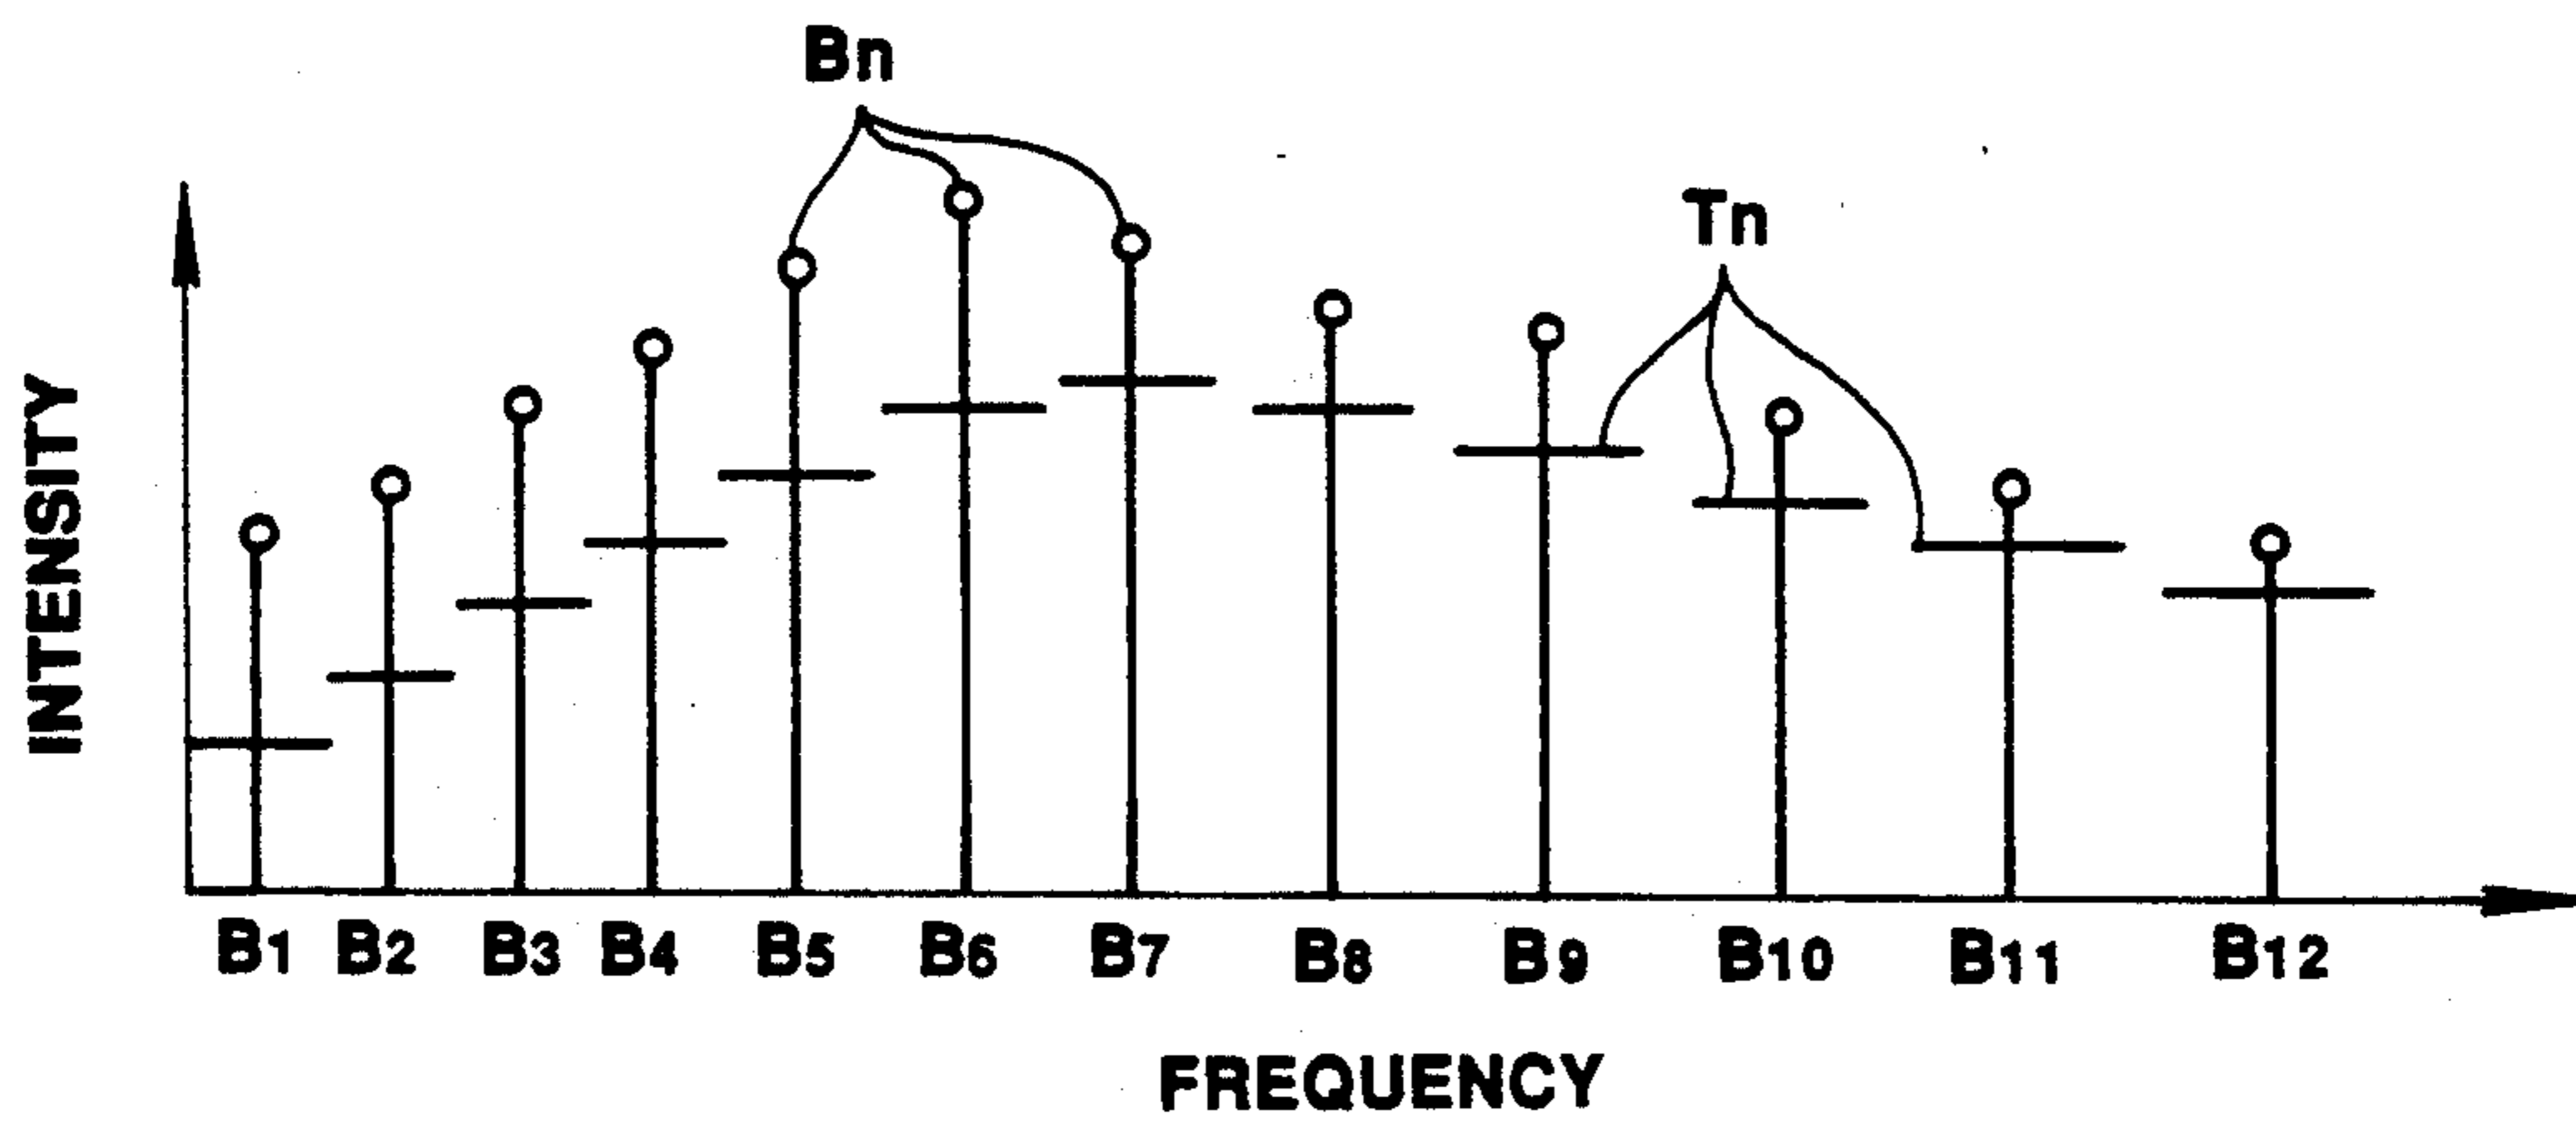 Bn
Tn
INTENSITY
B1 B2 B3 B4 B5 B6 B7 B8 B9 B10 B11 B12
FREQUENCY